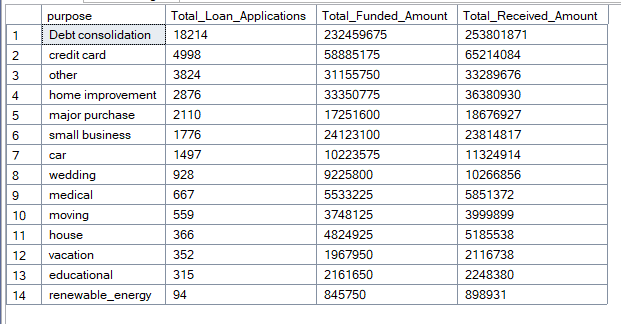 purpose Total_Loan_Applications Total_Funded_Amount Total_Received_Amount
1 Debt consolidation 18214 232459675 253801871
2 credit card 4998 58885175 65214084
3 other 3824 31155750 33289676
4 home improvement 2876 33350775 36380930
5 major purchase 2110 17251600 18676927
6 small business 1776 24123100 23814817
7 car 1497 10223575 11324914
8 wedding 928 9225800 10266856
9 medical 667 5533225 5851372
10 moving 559 3748125 3999899
11 house 366 4824925 5185538
12 vacation 352 1967950 2116738
13 educational 315 2161650 2248380
14 renewable_energy 94 845750 898931